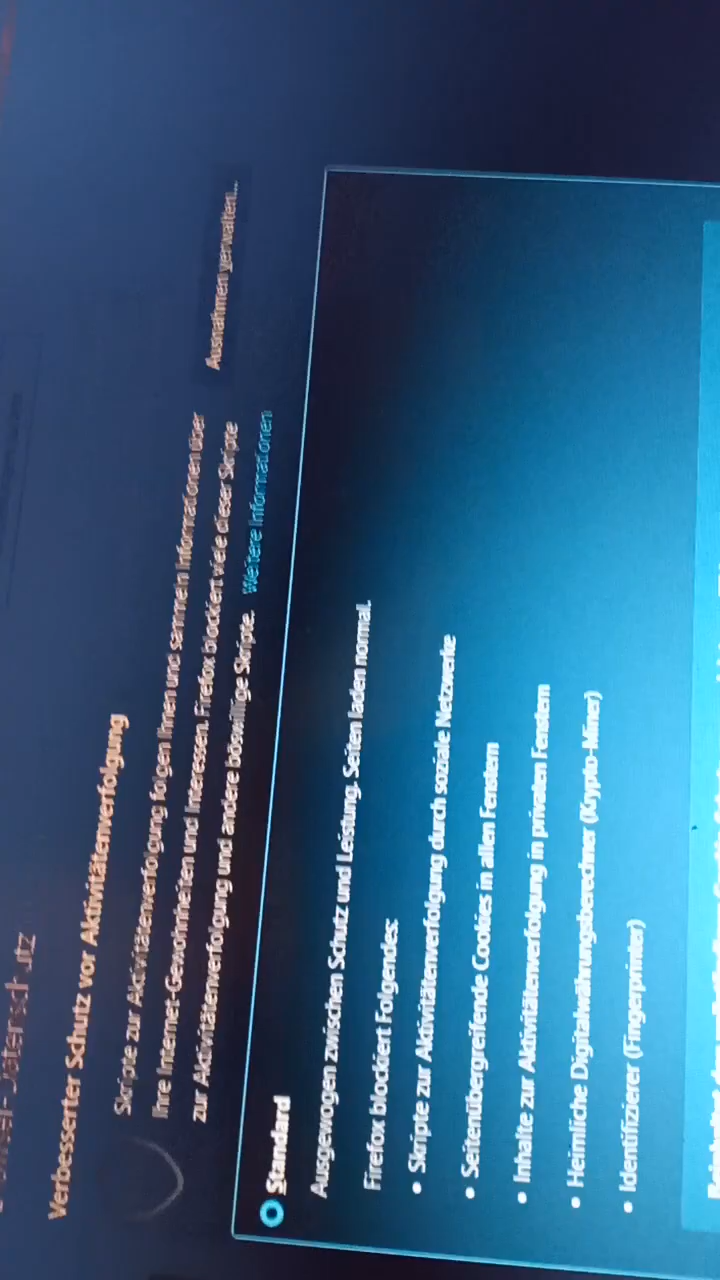 Browser-Datenschutz
Verbesserter Schutz vor Aktivitätenverfolgung
Skripte zur Aktivitätenverfolgung folgen Ihnen und sammeln Informationen über
Ihre Internet-Gewohnheiten und Interessen. Firefox blockiert viele dieser Skripte
zur Aktivitätenverfolgung und andere böswillige Skripte. Weitere Informationen
Ausnahmen verwalten…
Standard
Ausgewogen zwischen Schutz und Leistung. Seiten laden normal.
Firefox blockiert Folgendes:
• Skripte zur Aktivitätenverfolgung durch soziale Netzwerke
• Seitenübergreifende Cookies in allen Fenstern
• Inhalte zur Aktivitätenverfolgung in privaten Fenstern
• Heimliche Digitalwährungsberechner (Krypto-Miner)
• Identifizierer (Fingerprinter)